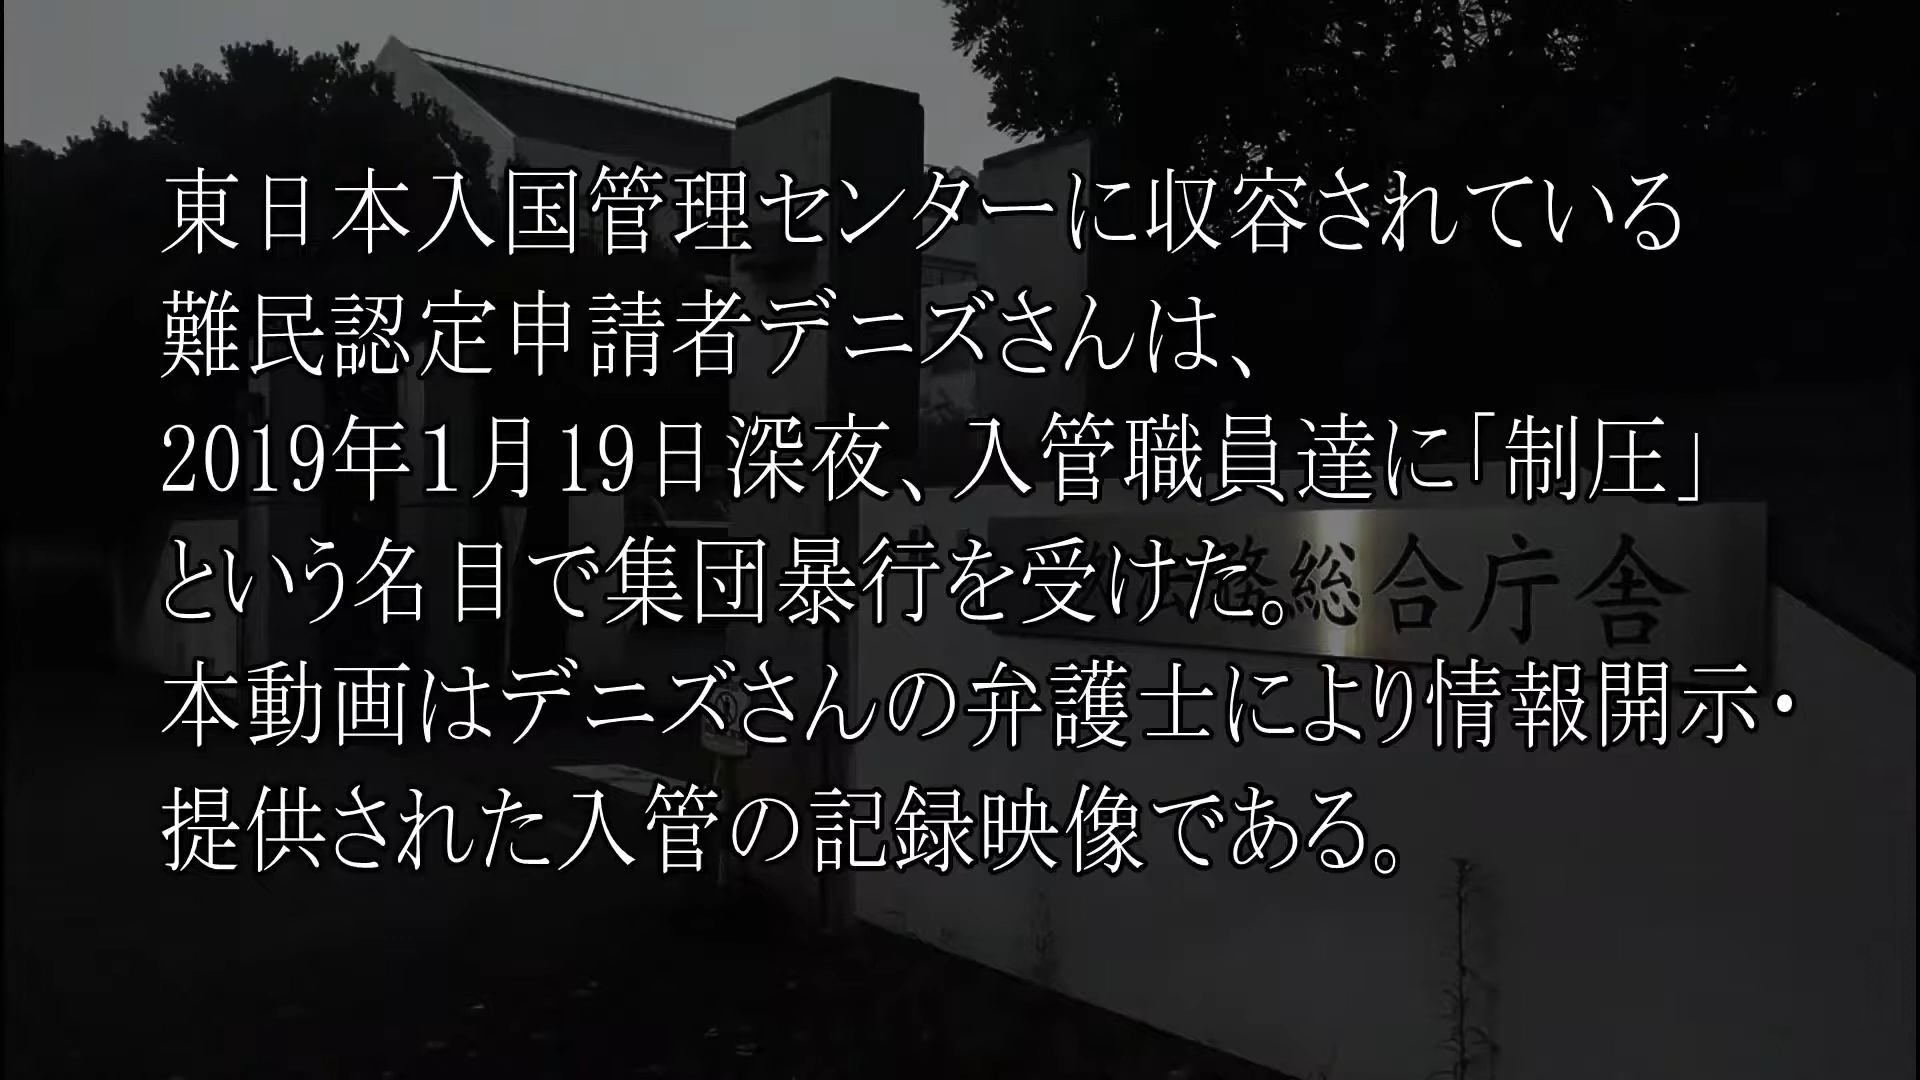 東日本入国管理センターに収容されている
難民認定申請者デニズさんは、
2019年1月19日深夜、入管職員達に「制圧」
という名目で集団暴行を受けた。
本動画はデニズさんの弁護士により情報開示・
提供された入管の記録映像である。
務総合庁舎